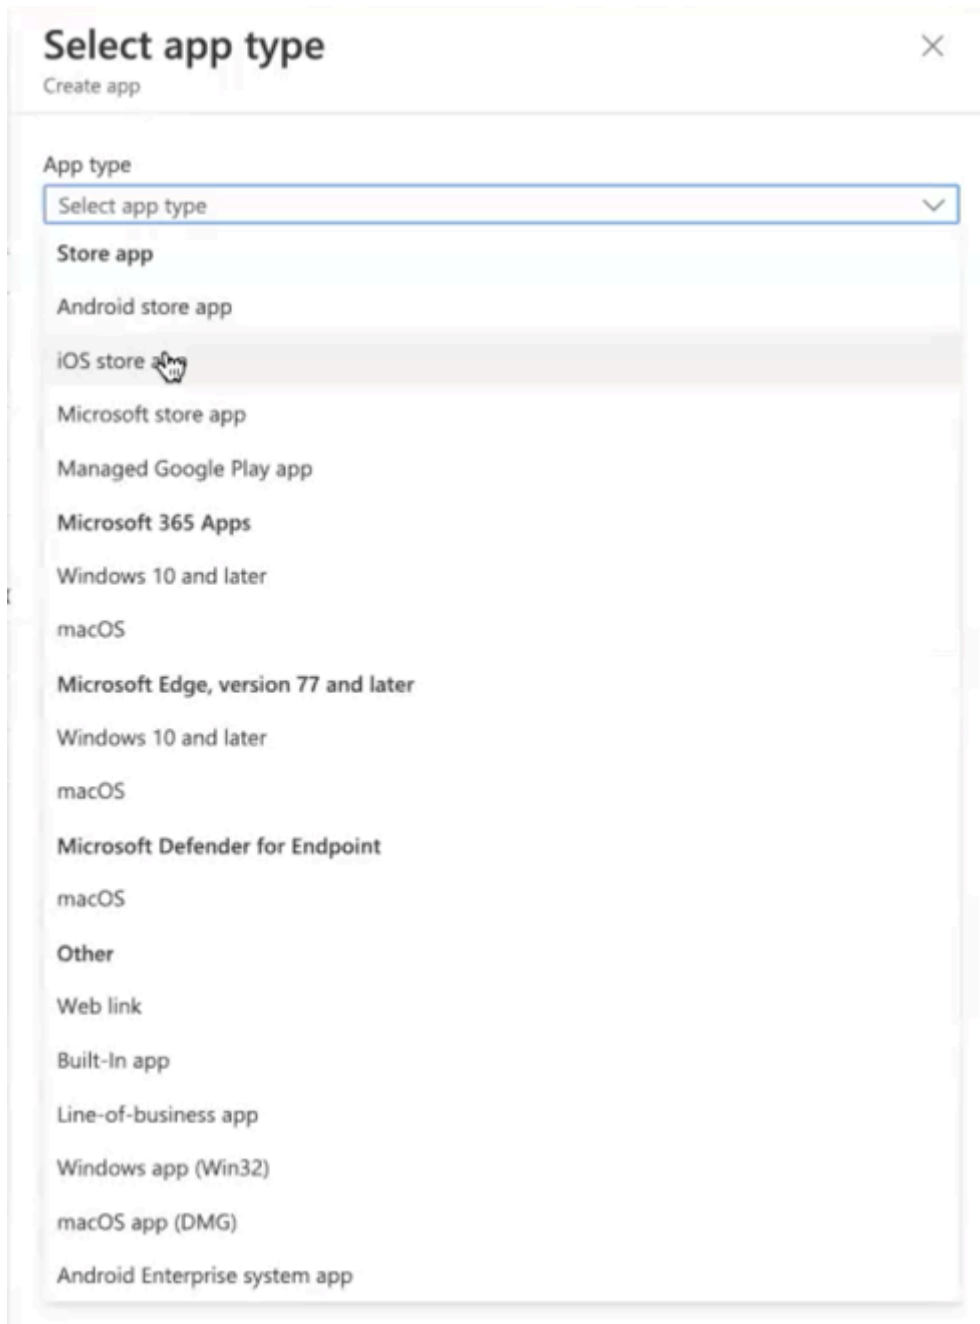 Select app type
Create app
App type
Select app type
Store app
Android store app
iOS store
Microsoft store app
Managed Google Play app
Microsoft 365 Apps
Windows 10 and later
macOS
Microsoft Edge, version 77 and later
Windows 10 and later
macOS
Microsoft Defender for Endpoint
macOS
Other
Web link
Built-In app
Line-of-business app
Windows app (Win32)
macOS app (DMG)
Android Enterprise system app